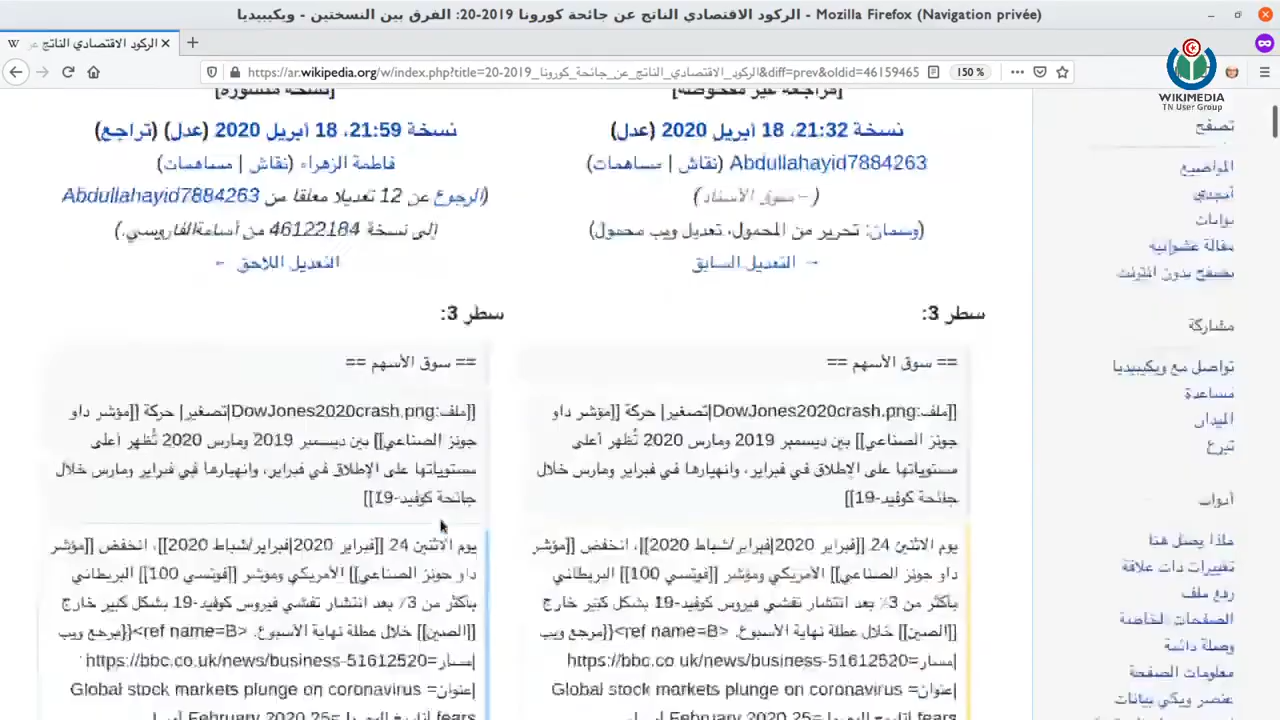 الركود الاقتصادي الناتج عن جائحة كورونا 2019-20: الفرق بين النسختين - ويكيبيديا - Mozilla Firefox (Navigation privée)
الركود الاقتصادي الناتج عن
https://ar.wikipedia.org/w/index.php?title=20-2019_الركود_الاقتصادي_الناتج_عن_جائحة_كورونا&diff=prev&oldid=46159465
150 %
WIKIMEDIA
TN User Group
[مراجعة غير مفحوصة]
نسخة 21:32، 18 أبريل 2020 (عدل)
Abdullahayid7884263 (نقاش | مساهمات)
(←سوق الأسناد)
(وسمان: تحرير من المحمول، تعديل ويب محمول)
→ التعديل السابق
[نسخة منشورة]
نسخة 21:59، 18 أبريل 2020 (عدل) (تراجع)
فاطمة الزهراء (نقاش | مساهمات)
(الرجوع عن 12 تعديلا معلقا من Abdullahayid7884263
إلى نسخة 46122184 من أسامةالفاروسي.)
التعديل اللاحق ←
سطر 3:
سطر 3:
== سوق الأسهم ==
[[ملف:DowJones2020crash.png|تصغير| حركة [[مؤشر داو
جونز الصناعي]] بين ديسمبر 2019 ومارس 2020 تُظهر أعلى
مستوياتها على الإطلاق في فبراير، وانهيارها في فبراير ومارس خلال
جائحة كوفيد-19]]
يوم الاثنين 24 [[فبراير 2020|فبراير/شباط 2020]]، انخفض [[مؤشر
داو جونز الصناعي]] الأمريكي ومؤشر [[فوتسي 100]] البريطاني
بأكثر من 3٪ بعد انتشار تفشي فيروس كوفيد-19 بشكل كبير خارج
[[الصين]] خلال عطلة نهاية الأسبوع. <ref name=B>{{مرجع ويب
|مسار=https://bbc.co.uk/news/business-51612520
|عنوان= Global stock markets plunge on coronavirus
== سوق الأسهم ==
[[ملف:DowJones2020crash.png|تصغير| حركة [[مؤشر داو
جونز الصناعي]] بين ديسمبر 2019 ومارس 2020 تُظهر أعلى
مستوياتها على الإطلاق في فبراير، وانهيارها في فبراير ومارس خلال
جائحة كوفيد-19]]
يوم الاثنين 24 [[فبراير 2020|فبراير/شباط 2020]]، انخفض [[مؤشر
داو جونز الصناعي]] الأمريكي ومؤشر [[فوتسي 100]] البريطاني
بأكثر من 3٪ بعد انتشار تفشي فيروس كوفيد-19 بشكل كبير خارج
[[الصين]] خلال عطلة نهاية الأسبوع. <ref name=B>{{مرجع ويب
|مسار=https://bbc.co.uk/news/business-51612520
|عنوان= Global stock markets plunge on coronavirus
تصفح
المواضيع
أبجدي
بوابات
مقالة عشوائية
تصفح بدون إنترنت
مشاركة
تواصل مع ويكيبيديا
مساعدة
الميدان
تبرع
أدوات
ماذا يصل هنا
تغييرات ذات علاقة
رفع ملف
الصفحات الخاصة
وصلة دائمة
معلومات الصفحة
عنصر ويكي بيانات